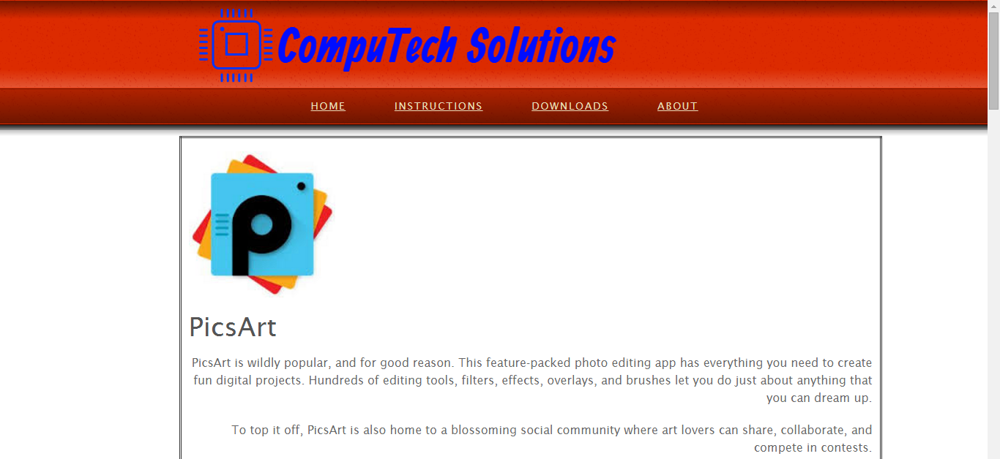 CompuTech Solutions
HOME INSTRUCTIONS DOWNLOADS ABOUT
PicsArt
PicsArt is wildly popular, and for good reason. This feature-packed photo editing app has everything you need to create
fun digital projects. Hundreds of editing tools, filters, effects, overlays, and brushes let you do just about anything that
you can dream up.
To top it off, PicsArt is also home to a blossoming social community where art lovers can share, collaborate, and
compete in contests.